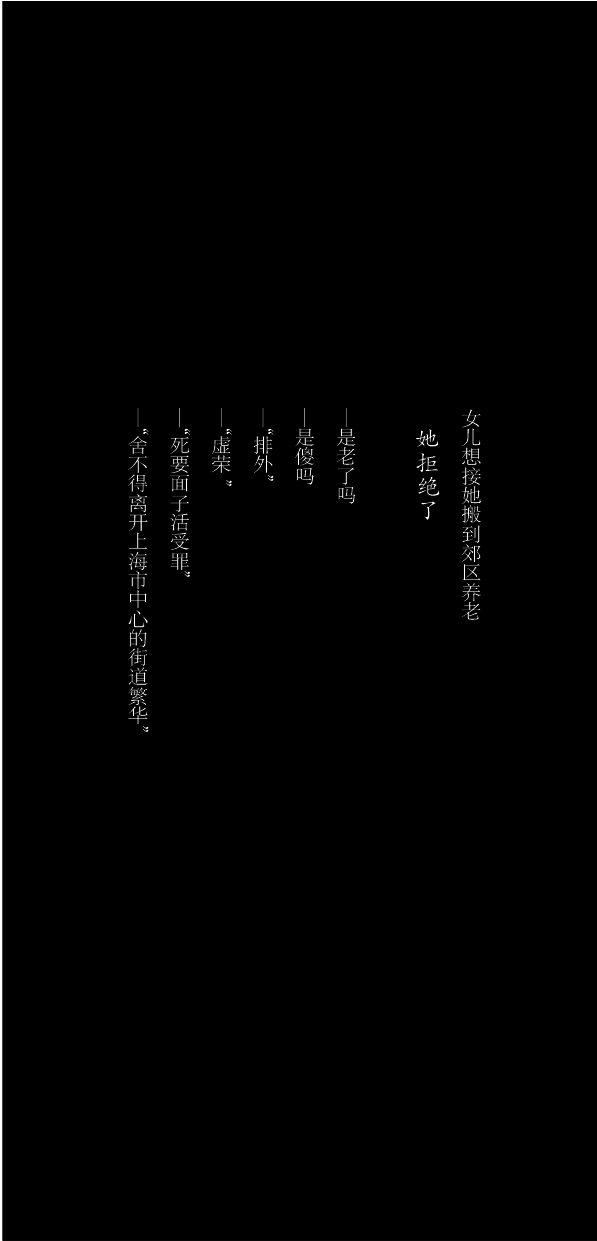 女儿想接她搬到郊区养老
她拒绝了
—是老了吗
—是傻吗
—“排外”
—“虚荣”
—“死要面子活受罪”
—“舍不得离开上海市中心的街道繁华”